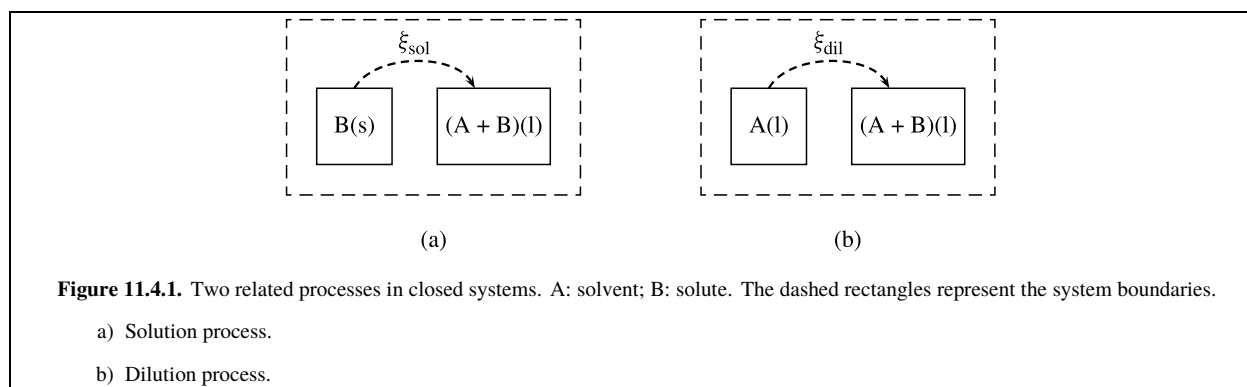 ξsol ξdil
B(s) (A + B)(l) A(l) (A + B)(l)
(a) (b)
Figure 11.4.1. Two related processes in closed systems. A: solvent; B: solute. The dashed rectangles represent the system boundaries.
a) Solution process.
b) Dilution process.